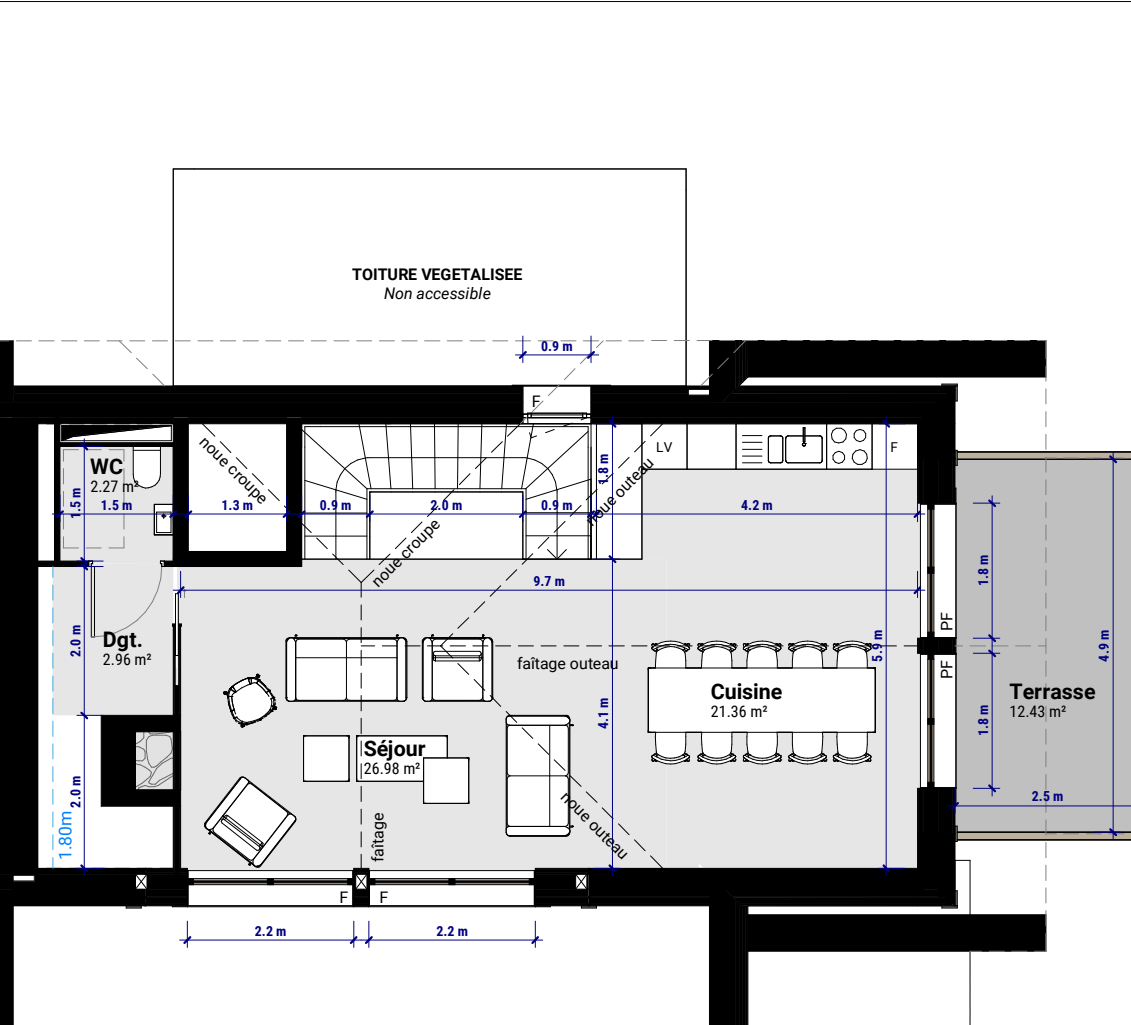 TOITURE VEGETALISEE
Non accessible
0.9 m
F
noue croupe
WC
2.27 m²
1.5 m
1.5 m
1.3 m
0.9 m
2.0 m
0.9 m
1.8 m
noue outeau
LV
F
4.2 m
noue croupe
9.7 m
1.8 m
PF
Dgt.
2.96 m²
2.0 m
faîtage outeau
5.9 m
4.9 m
PF
Cuisine
21.36 m²
Terrasse
12.43 m²
4.1 m
1.8 m
Séjour
26.98 m²
2.0 m
1.80m
faîtage
noue outeau
2.5 m
F
F
2.2 m
2.2 m